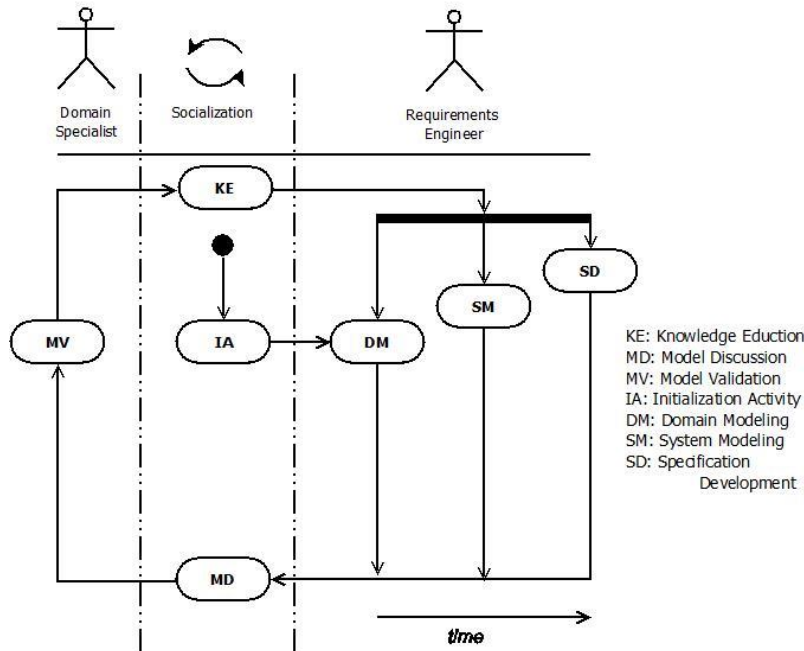 Domain
Specialist
Socialization
Requirements
Engineer
KE
SD
SM
MV
IA
DM
KE: Knowledge Eduction
MD: Model Discussion
MV: Model Validation
IA: Initialization Activity
DM: Domain Modeling
SM: System Modeling
SD: Specification
Development
MD
time